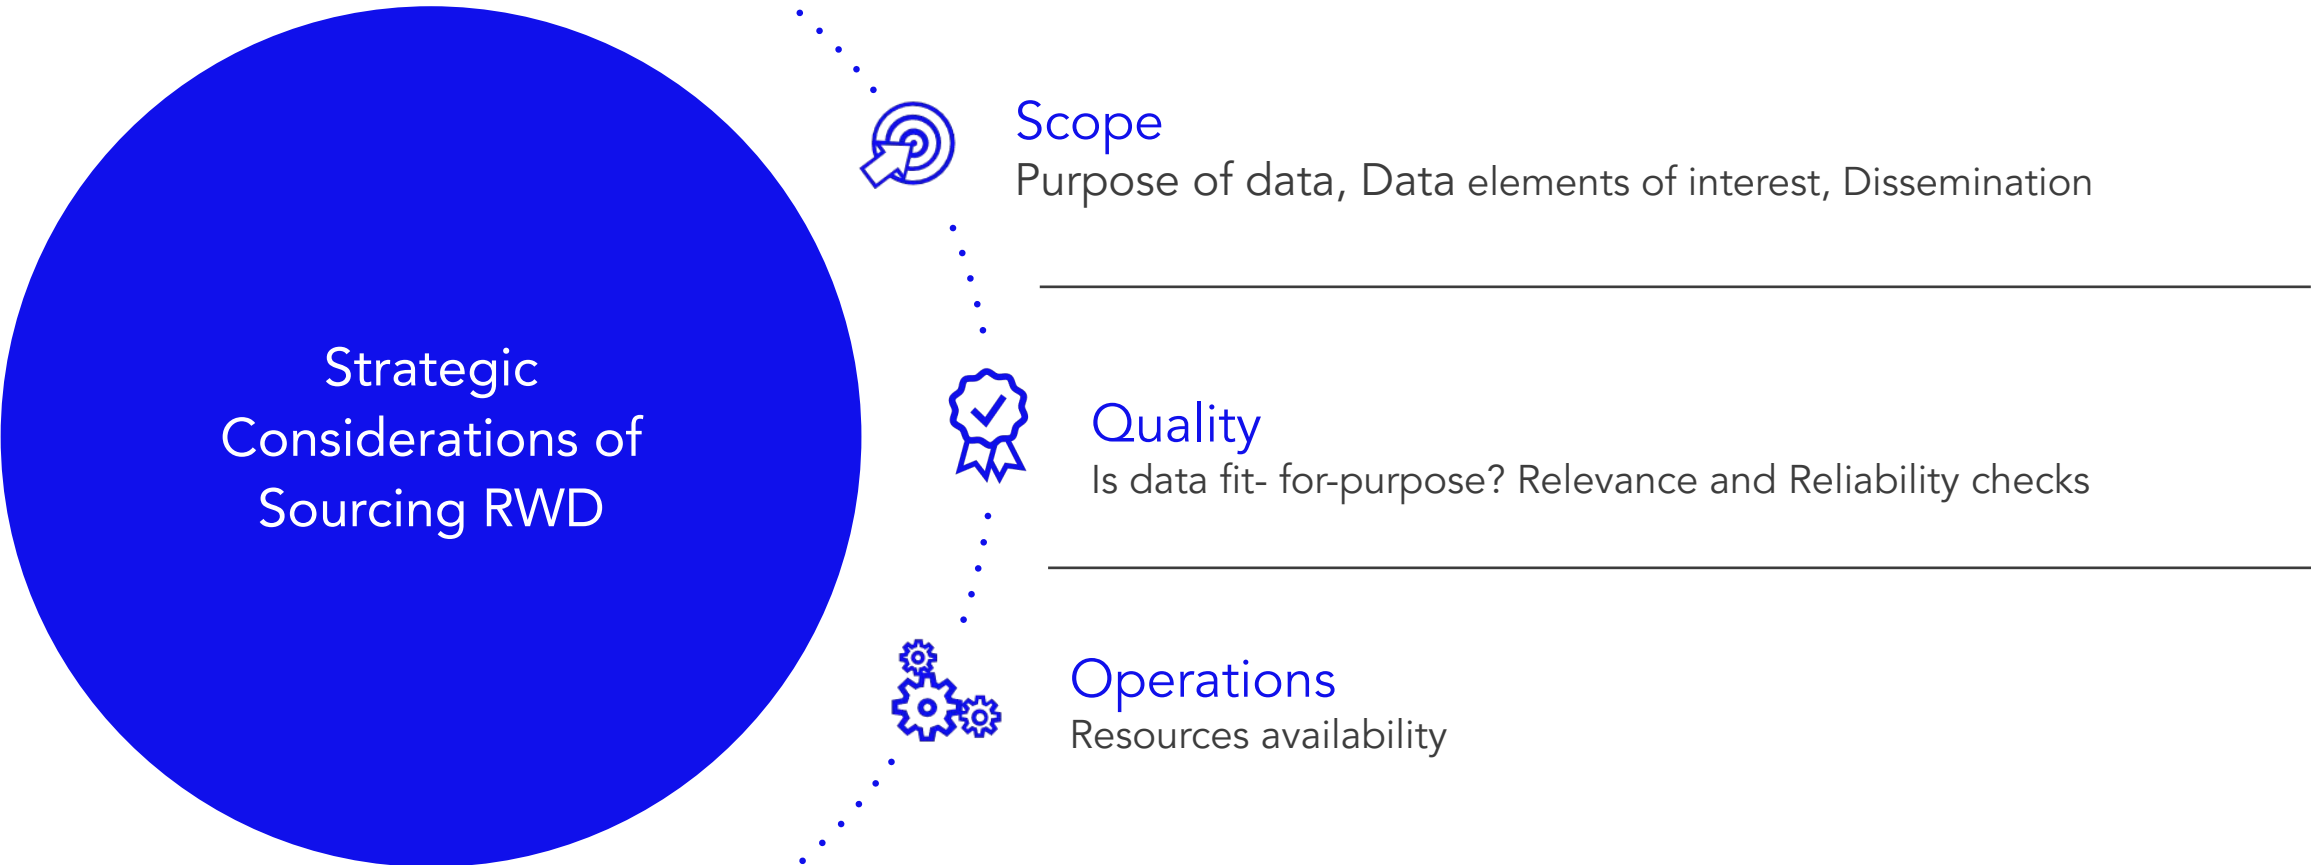 Strategic
Considerations of
Sourcing RWD
Scope
Purpose of data, Data elements of interest, Dissemination
Quality
Is data fit- for-purpose? Relevance and Reliability checks
Operations
Resources availability